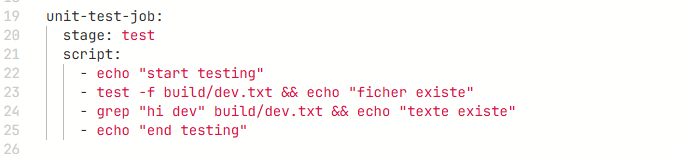 19 unit-test-job:
20 stage: test
21 script:
22 - echo "start testing"
23 - test -f build/dev.txt && echo "ficher existe"
24 - grep "hi dev" build/dev.txt && echo "texte existe"
25 - echo "end testing"
26